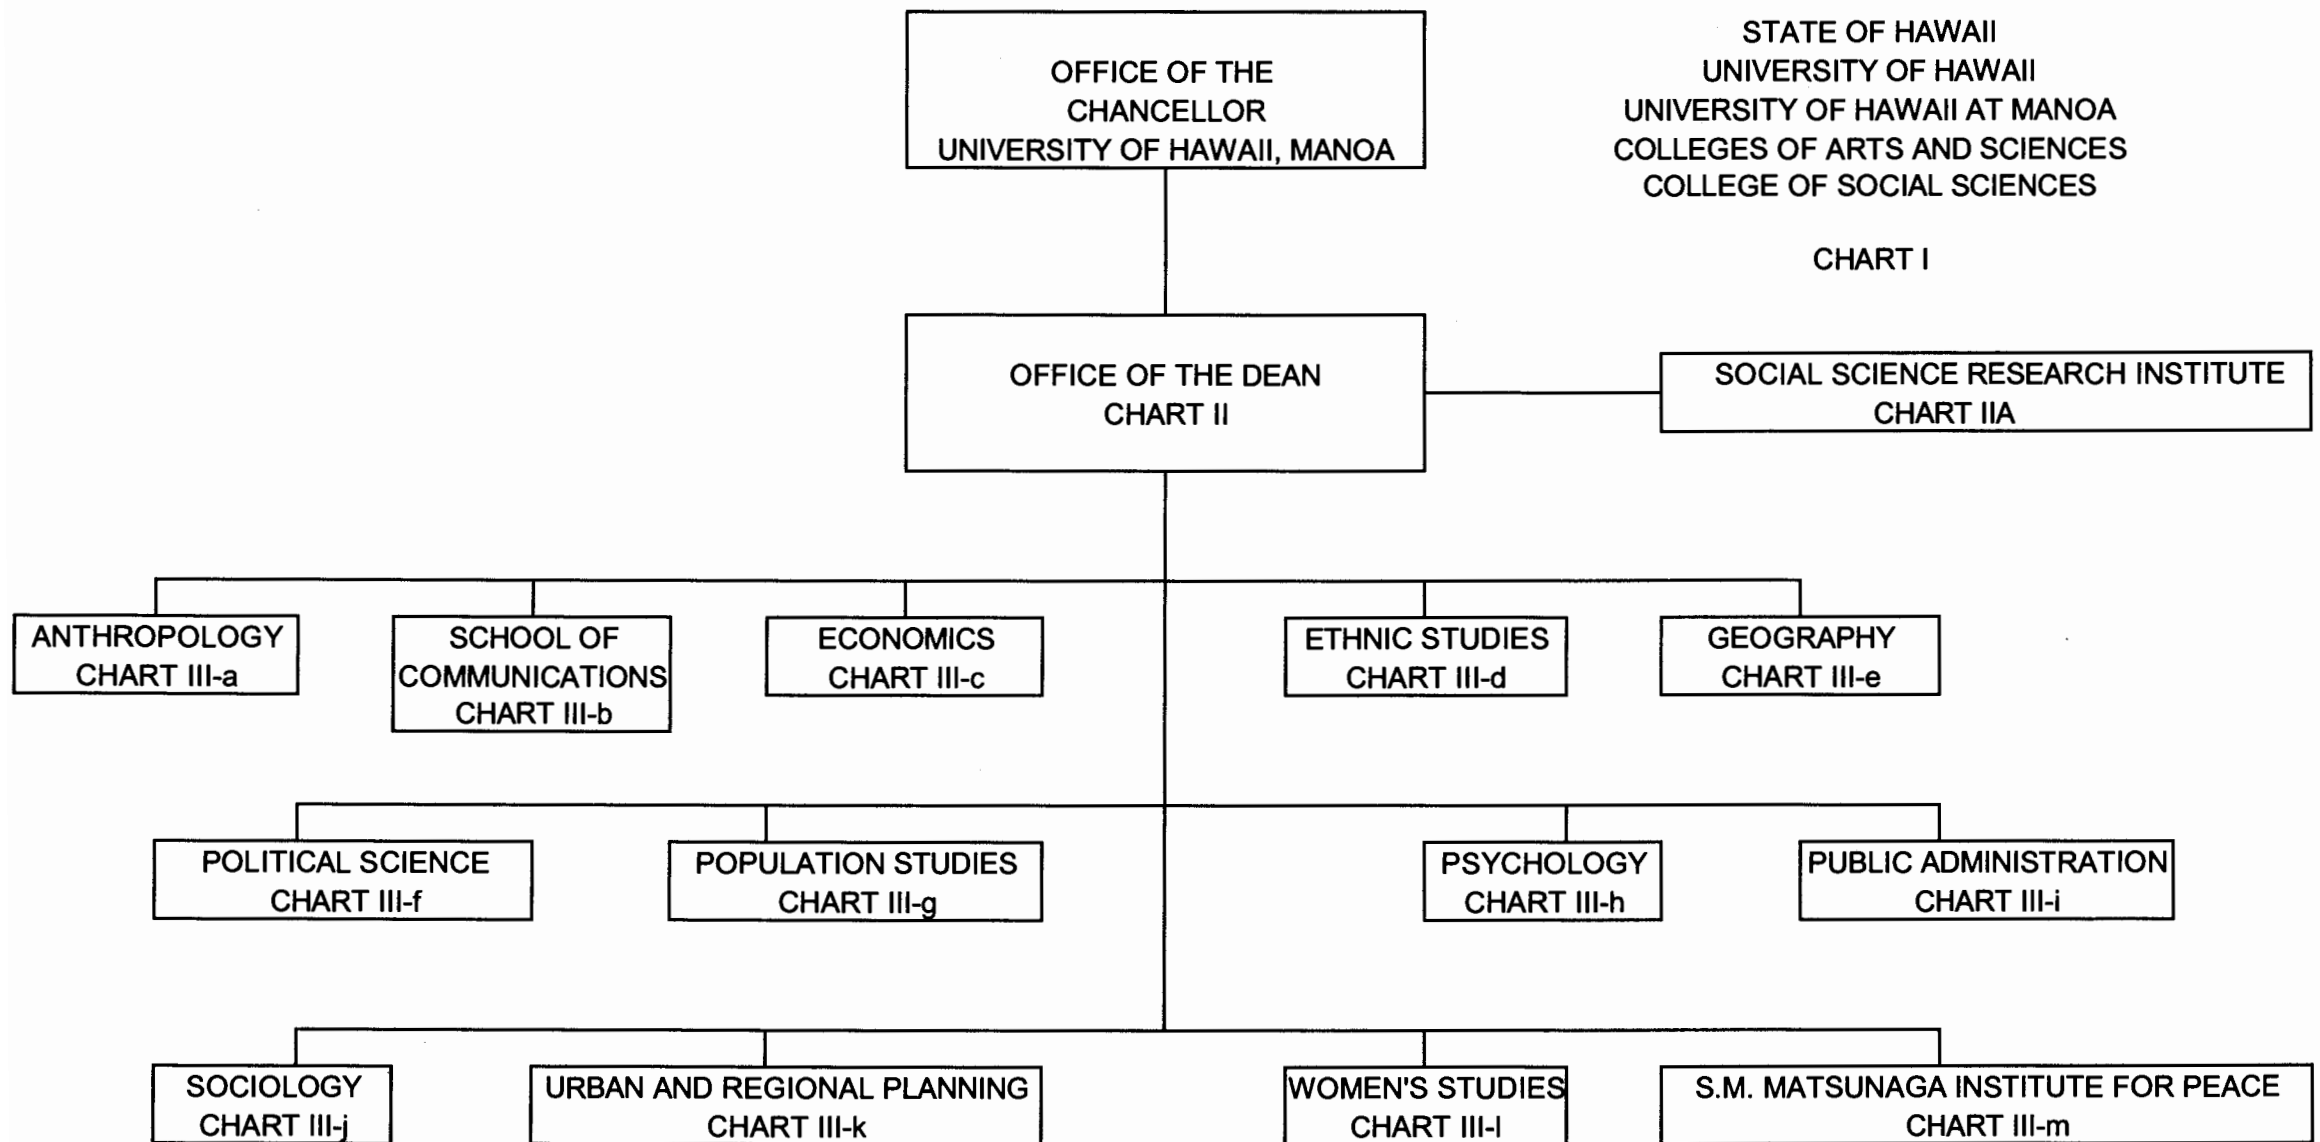 OFFICE OF THE
CHANCELLOR
UNIVERSITY OF HAWAII, MANOA
STATE OF HAWAII
UNIVERSITY OF HAWAII
UNIVERSITY OF HAWAII AT MANOA
COLLEGES OF ARTS AND SCIENCES
COLLEGE OF SOCIAL SCIENCES
CHART I
OFFICE OF THE DEAN
CHART II
SOCIAL SCIENCE RESEARCH INSTITUTE
CHART IIA
ANTHROPOLOGY
CHART III-a
SCHOOL OF
COMMUNICATIONS
CHART III-b
ECONOMICS
CHART III-c
ETHNIC STUDIES
CHART III-d
GEOGRAPHY
CHART III-e
POLITICAL SCIENCE
CHART III-f
POPULATION STUDIES
CHART III-g
PSYCHOLOGY
CHART III-h
PUBLIC ADMINISTRATION
CHART III-i
SOCIOLOGY
CHART III-j
URBAN AND REGIONAL PLANNING
CHART III-k
WOMEN'S STUDIES
CHART III-l
S.M. MATSUNAGA INSTITUTE FOR PEACE
CHART III-m